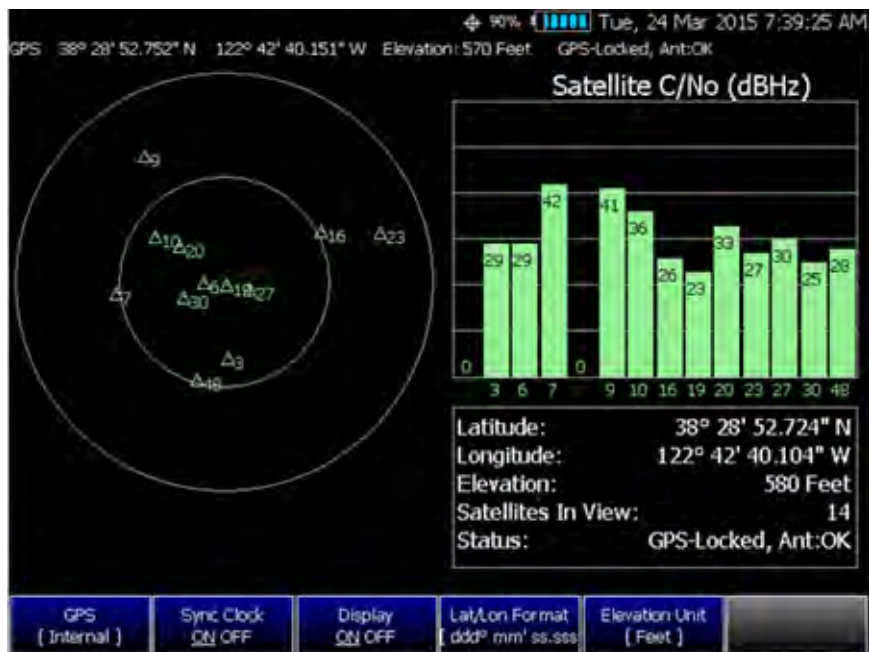 90% Tue, 24 Mar 2015 7:39:25 AM
GPS 38º 28' 52.752" N 122º 42' 40.151" W Elevation: 570 Feet GPS-Locked, Ant:OK
Satellite C/No (dBHz)
9
10
20
16
23
6
19
27
7
30
3
48
0 29 29 42 0 41 36 26 23 33 27 30 25 28
3 6 7 9 10 16 19 20 23 27 30 48
Latitude: 38º 28' 52.724" N
Longitude: 122º 42' 40.104" W
Elevation: 580 Feet
Satellites In View: 14
Status: GPS-Locked, Ant:OK
GPS Sync Clock Display Lat/Lon Format Elevation Unit
[ Internal ] ON OFF ON OFF [ dddº mm' ss.sss [ Feet ]